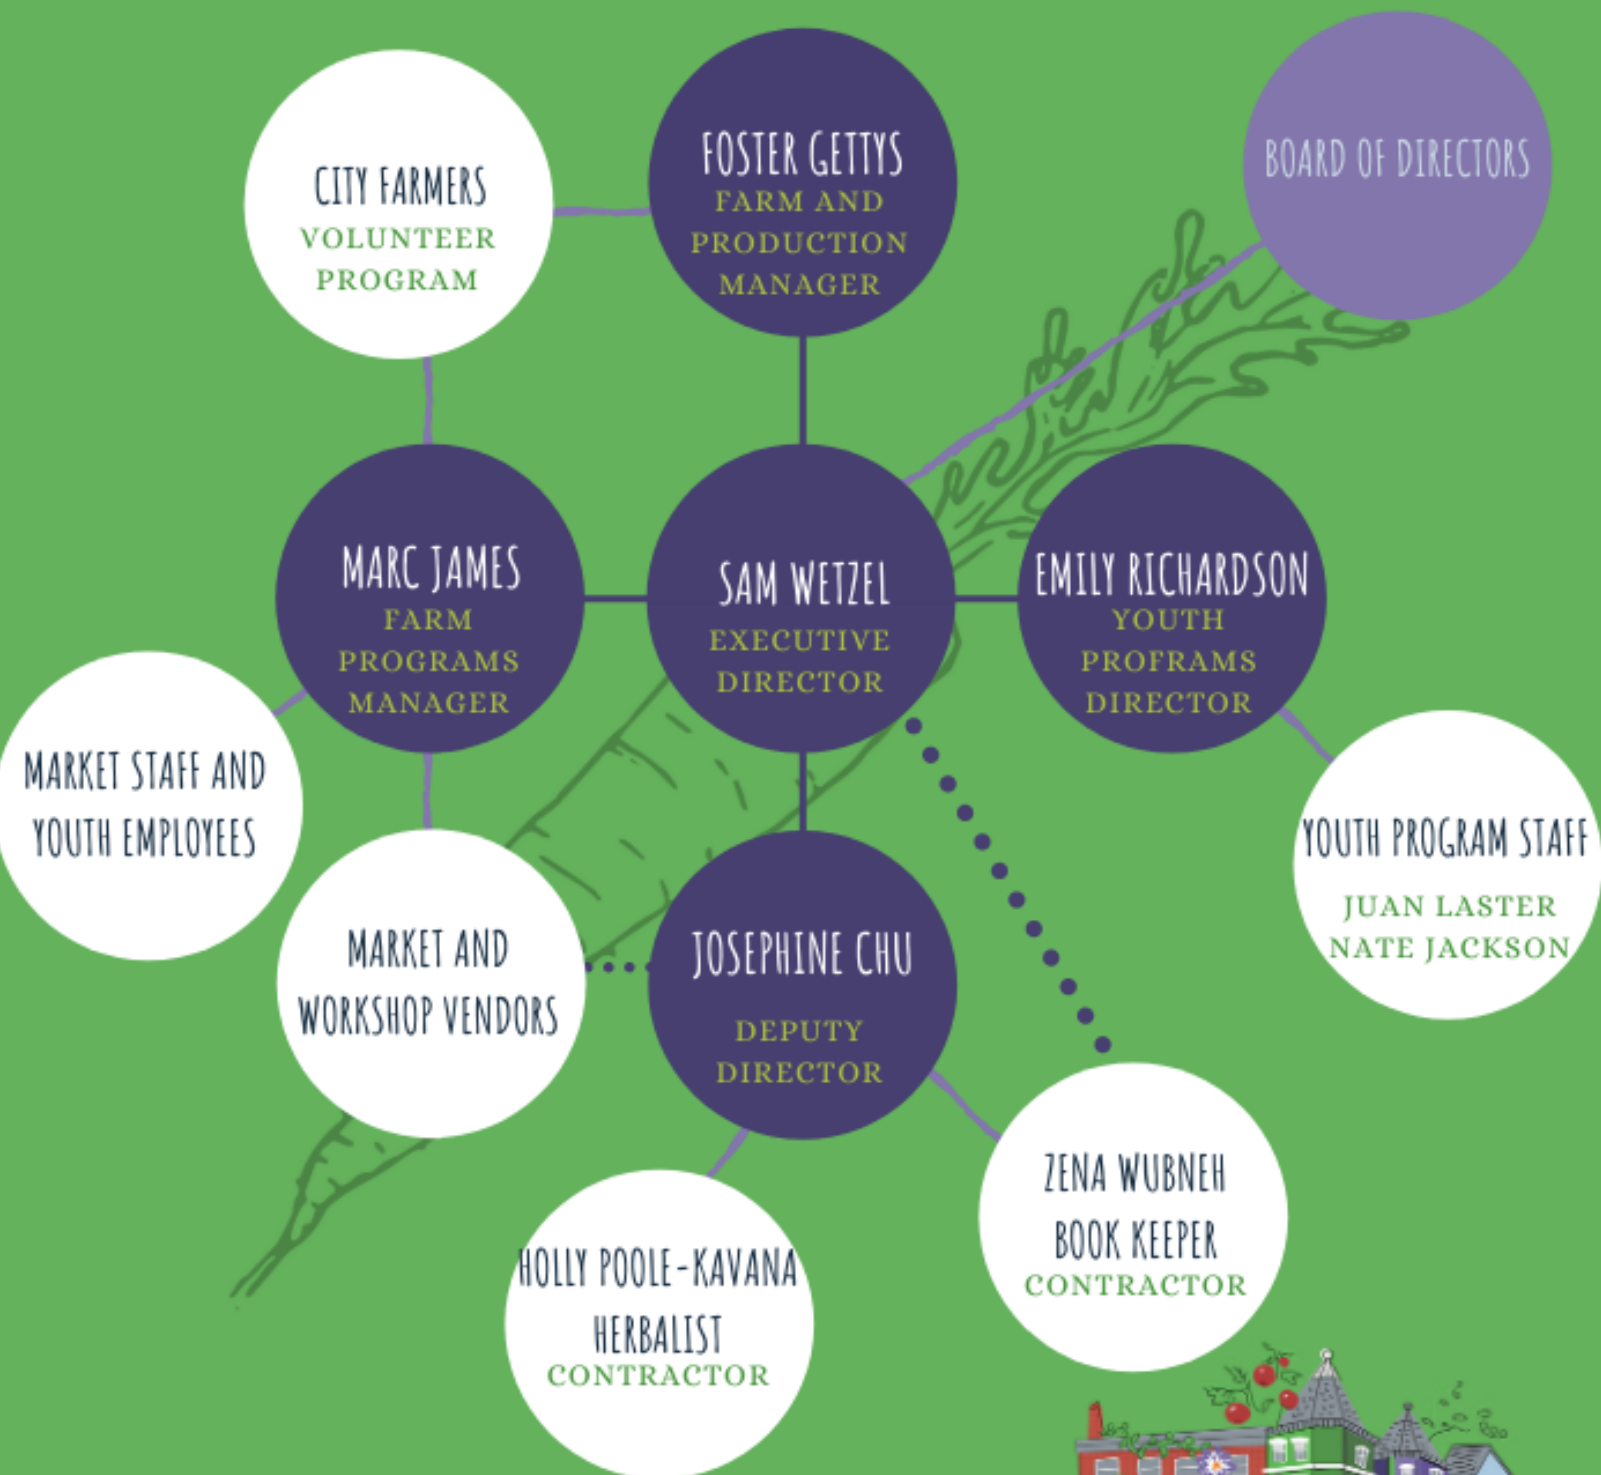 CITY FARMERS
VOLUNTEER
PROGRAM
FOSTER GETTYS
FARM AND
PRODUCTION
MANAGER
BOARD OF DIRECTORS
MARC JAMES
FARM
PROGRAMS
MANAGER
SAM WETZEL
EXECUTIVE
DIRECTOR
EMILY RICHARDSON
YOUTH
PROFRAMS
DIRECTOR
MARKET STAFF AND
YOUTH EMPLOYEES
MARKET AND
WORKSHOP VENDORS
JOSEPHINE CHU
DEPUTY
DIRECTOR
YOUTH PROGRAM STAFF
JUAN LASTER
NATE JACKSON
HOLLY POOLE-KAVANA
HERBALIST
CONTRACTOR
ZENA WUBNEH
BOOK KEEPER
CONTRACTOR